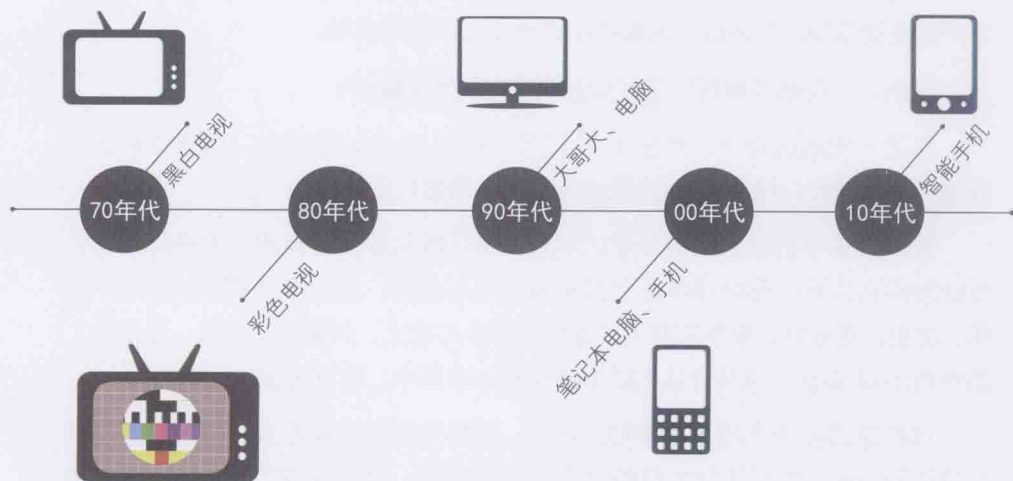 黑白电视
大哥大、电脑
智能手机
70年代
80年代
90年代
00年代
10年代
彩色电视
笔记本电脑、手机